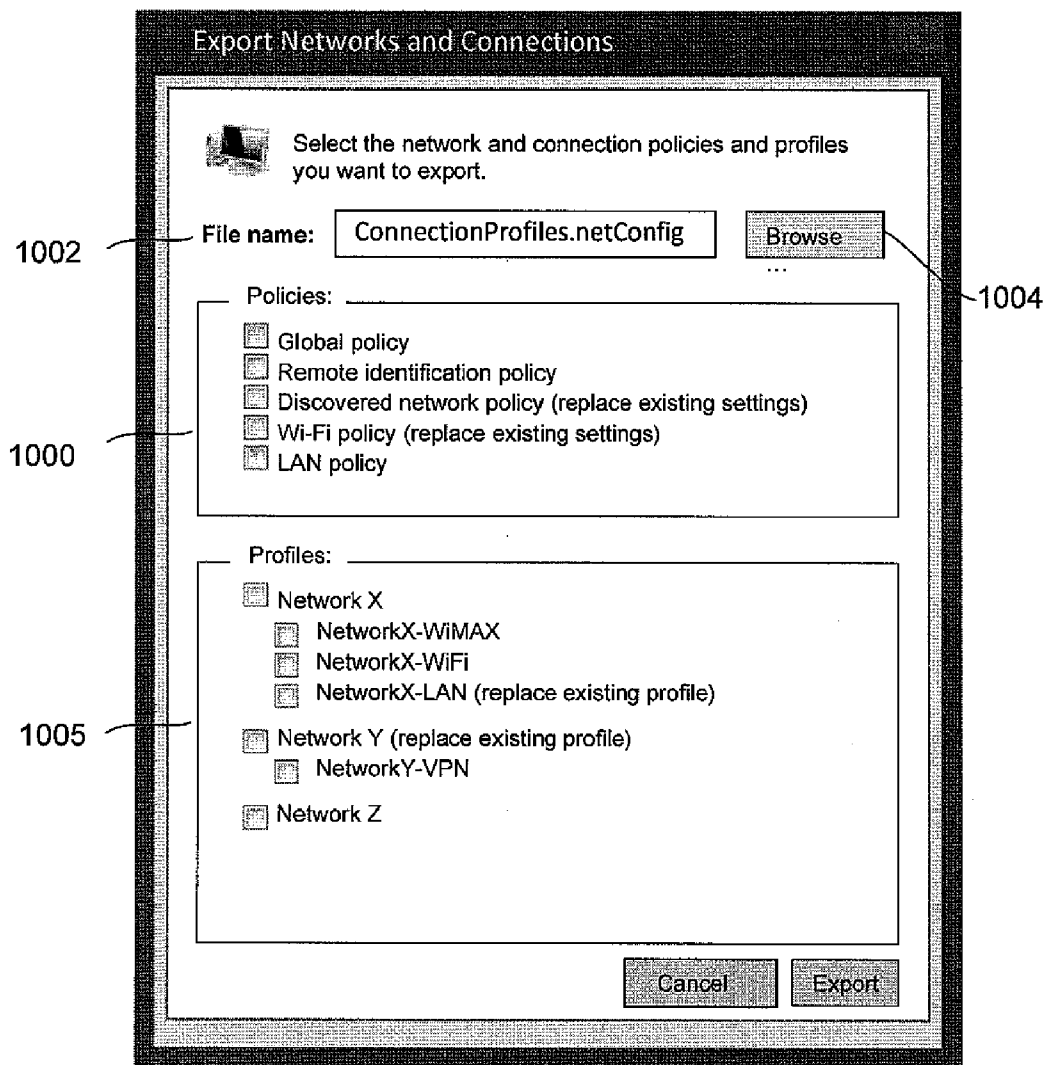 Export Networks and Connections
Select the network and connection policies and profiles
you want to export.
1002
File name:
ConnectionProfiles.netConfig
Browse
...
1004
Policies:
Global policy
Remote identification policy
Discovered network policy (replace existing settings)
Wi-Fi policy (replace existing settings)
LAN policy
1000
Profiles:
Network X
NetworkX-WiMAX
NetworkX-WiFi
NetworkX-LAN (replace existing profile)
1005
Network Y (replace existing profile)
NetworkY-VPN
Network Z
Cancel
Export